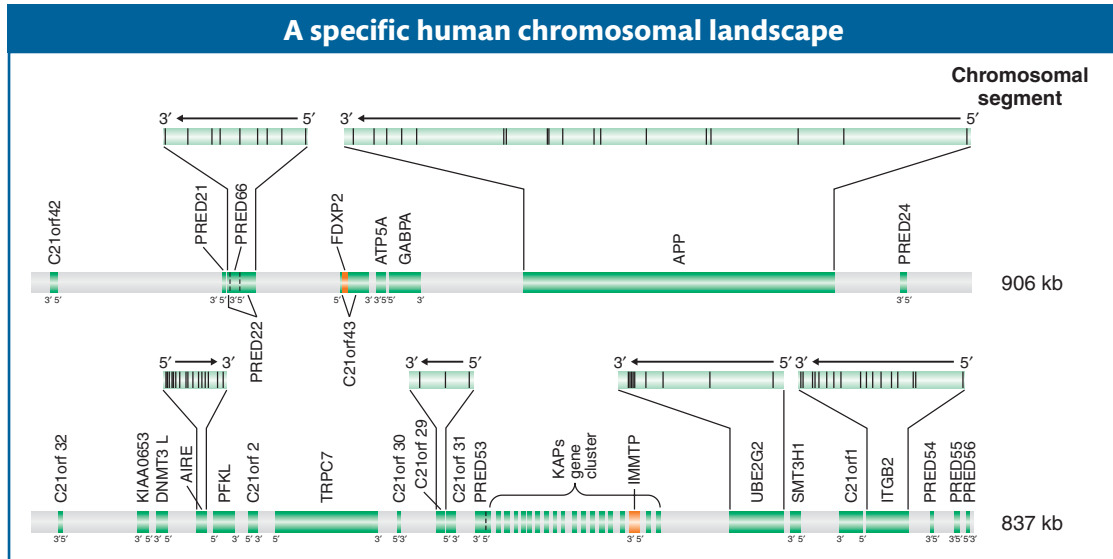 A specific human chromosomal landscape
Chromosomal
segment
3′ 5′
3′ 5′
C21orf42
PRED21
PRED66
FDXP2
ATP5A
GABPA
APP
PRED24
906 kb
3′ 5′
3′ 5′ 3′5′
5′ 3′ 3′5′5′ 3′
3′ 5′
PRED22
C21orf43
5′ 3′
3′ 5′
3′ 5′
3′ 5′
C21orf 32
KIAA0653
DNMT3 L
AIRE
PFKL
C21orf 2
TRPC7
C21orf 30
C21orf 29
C21orf 31
PRED53
KAPs
gene
cluster
IMMTP
UBE2G2
SMT3H1
C21orf1
ITGB2
PRED54
PRED55
PRED56
837 kb